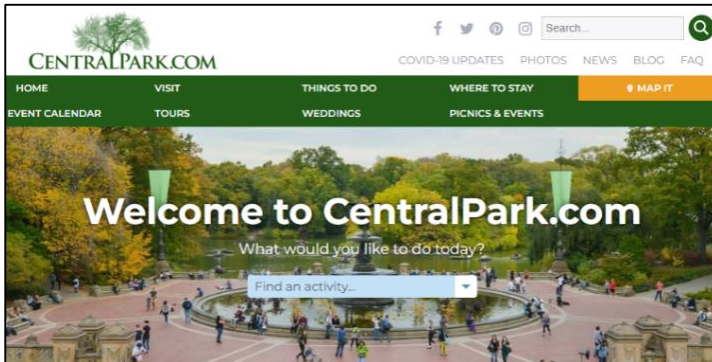 Search...
CENTRALPARK.COM
COVID-19 UPDATES PHOTOS NEWS BLOG FAQ
HOME VISIT THINGS TO DO WHERE TO STAY MAP IT
EVENT CALENDAR TOURS WEDDINGS PICNICS & EVENTS
Welcome to CentralPark.com
What would you like to do today?
Find an activity...